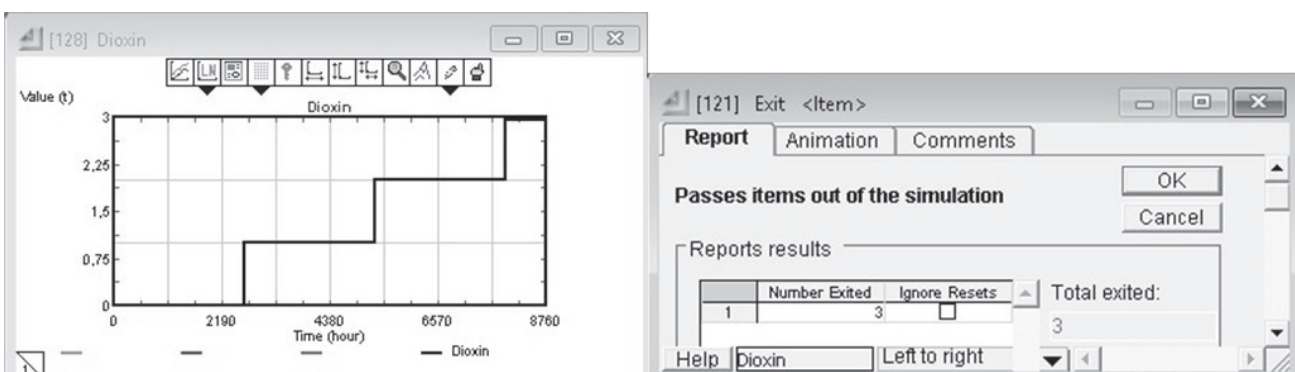 [128] Dioxin
LN
Value (t)
Dioxin
3
2,25
1,5
0,75
0
0 2190 4380 6570 8760
Time (hour)
Dioxin
1
[121] Exit <Item>
Report Animation Comments
Passes items out of the simulation
OK
Cancel
Reports results
Number Exited Ignore Resets
1 3
Total exited:
3
Help Dioxin Left to right